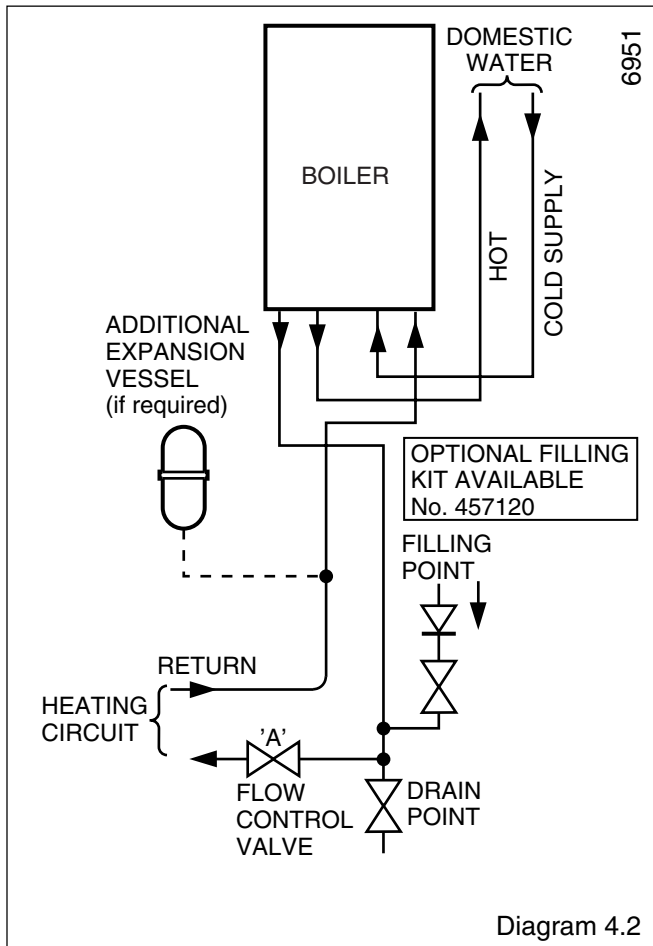 DOMESTIC
WATER
6951
BOILER
HOT
COLD SUPPLY
ADDITIONAL
EXPANSION
VESSEL
(if required)
OPTIONAL FILLING
KIT AVAILABLE
No. 457120
FILLING
POINT
RETURN
HEATING
CIRCUIT
'A'
FLOW
CONTROL
VALVE
DRAIN
POINT
Diagram 4.2